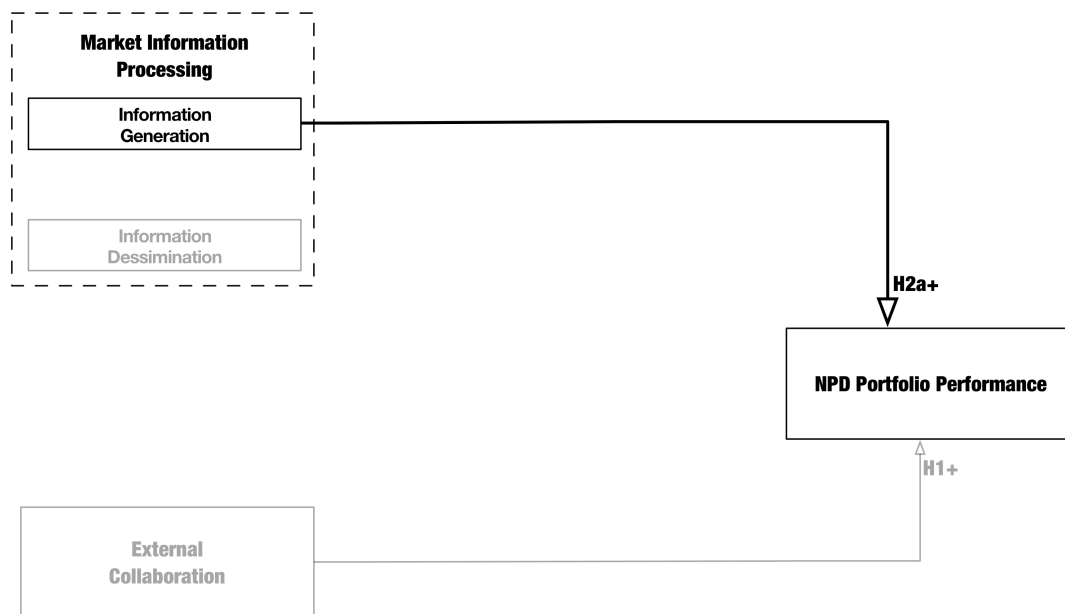 Market Information
Processing
Information
Generation
Information
Dessimination
H2a+
NPD Portfolio Performance
H1+
External
Collaboration